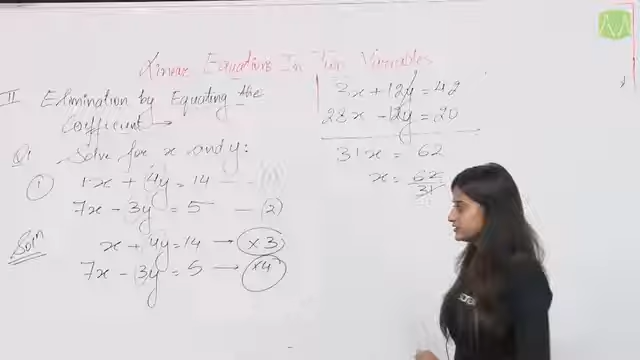 Linear Equations In Two Variables
II Elimination by Equating the
Coefficient →
Q. Solve for x and y:
① 1x + 4y = 14 — (1)
7x - 3y = 5 — (2)
Soln x + 4y = 14 → ×3
7x - 3y = 5 → ×4
3x + 12y = 42
28x - 12y = 20
31x = 62
x = 62/31